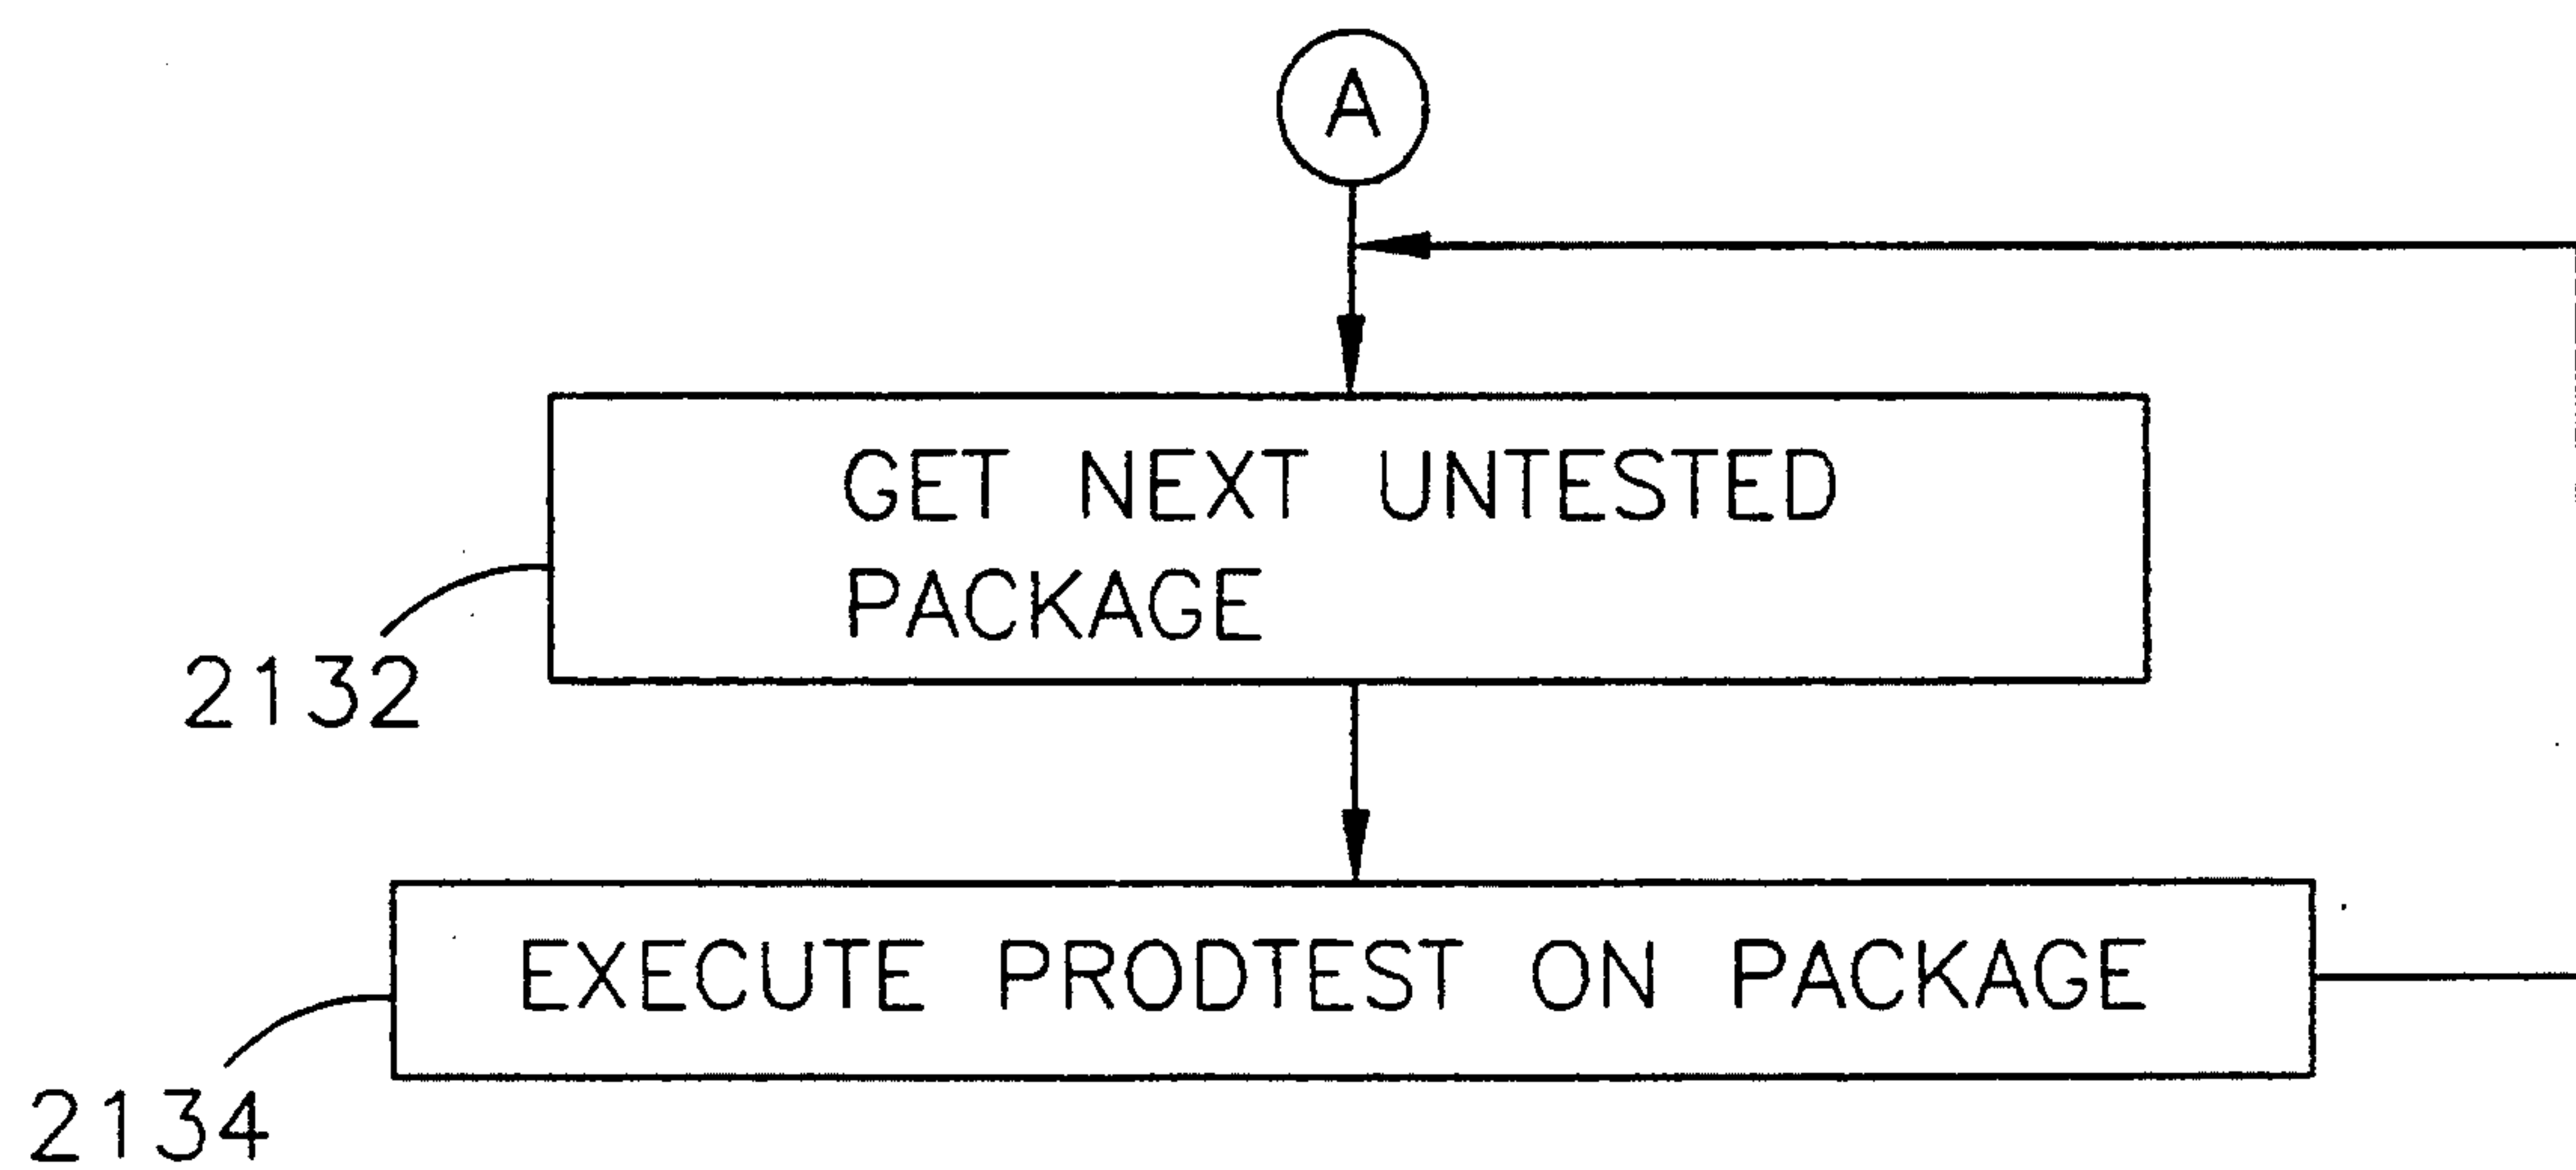 A
GET NEXT UNTESTED
PACKAGE
2132
EXECUTE PRODTEST ON PACKAGE
2134